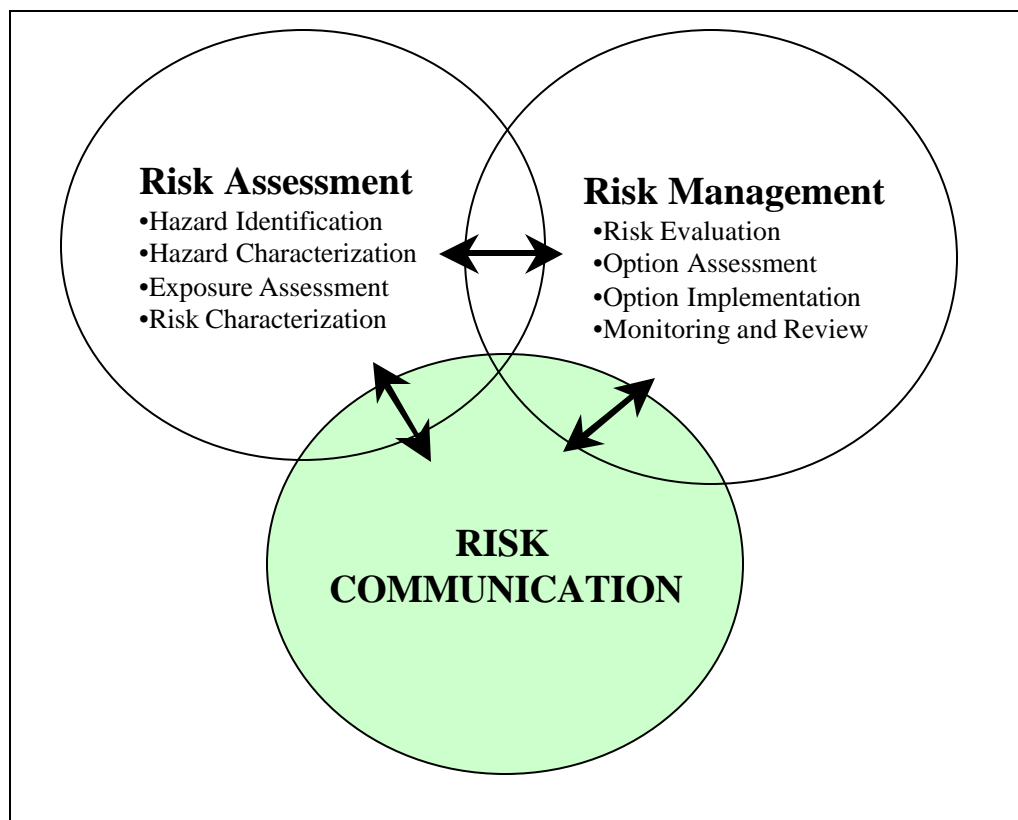 Risk Assessment
•Hazard Identification
•Hazard Characterization
•Exposure Assessment
•Risk Characterization
Risk Management
•Risk Evaluation
•Option Assessment
•Option Implementation
•Monitoring and Review
RISK
COMMUNICATION